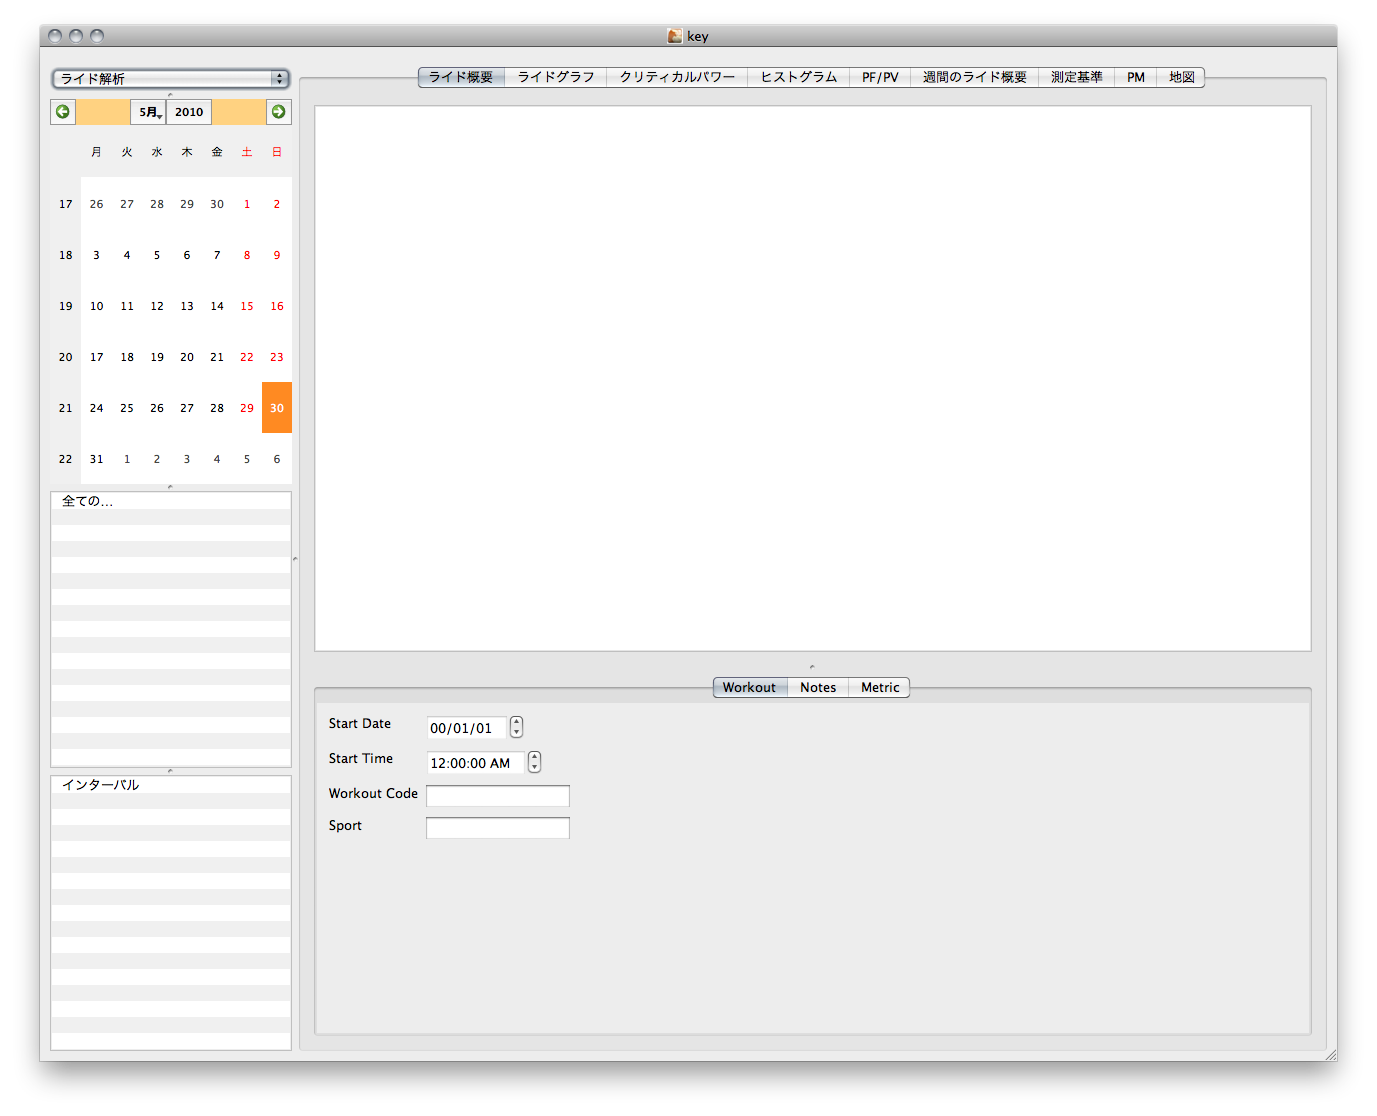 key
ライド解析
5月 2010
月 火 水 木 金 土 日
17 26 27 28 29 30 1 2
18 3 4 5 6 7 8 9
19 10 11 12 13 14 15 16
20 17 18 19 20 21 22 23
21 24 25 26 27 28 29 30
22 31 1 2 3 4 5 6
全ての...
インターバル
ライド概要 ライドグラフ クリティカルパワー ヒストグラム PF/PV 週間のライド概要 測定基準 PM 地図
Workout Notes Metric
Start Date 00/01/01
Start Time 12:00:00 AM
Workout Code
Sport